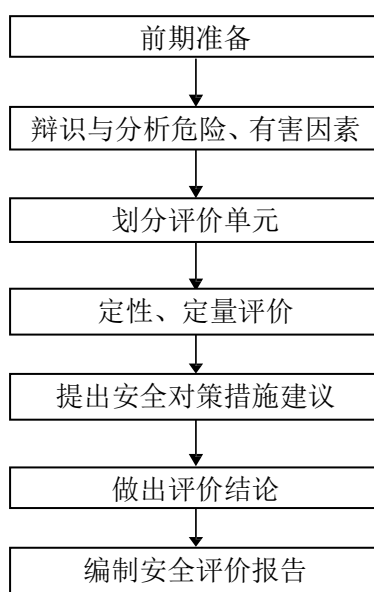 前期准备
辩识与分析危险、有害因素
划分评价单元
定性、定量评价
提出安全对策措施建议
做出评价结论
编制安全评价报告